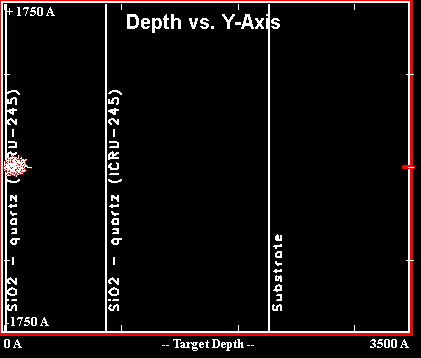 +1750 A
Depth vs. Y-Axis
SiO2 - quartz (ICRU-245)
SiO2 - quartz (ICRU-245)
Substrate
-1750 A
0 A
-- Target Depth --
3500 A